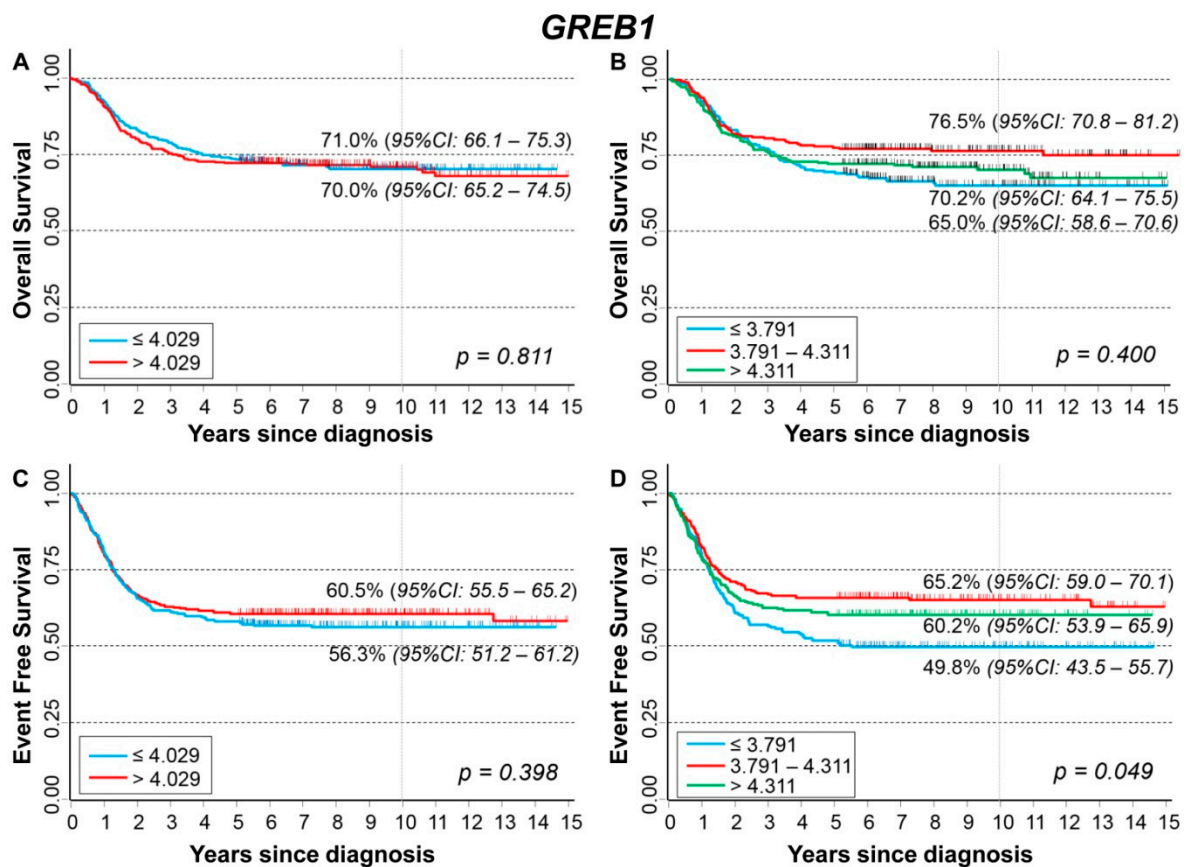 GREB1
A
Overall Survival
1.00
0.75
0.50
0.25
0.00
71.0% (95%CI: 66.1 – 75.3)
70.0% (95%CI: 65.2 – 74.5)
≤ 4.029
> 4.029
p = 0.811
0 1 2 3 4 5 6 7 8 9 10 11 12 13 14 15
Years since diagnosis
B
Overall Survival
1.00
0.75
0.50
0.25
0.00
76.5% (95%CI: 70.8 – 81.2)
70.2% (95%CI: 64.1 – 75.5)
65.0% (95%CI: 58.6 – 70.6)
≤ 3.791
3.791 – 4.311
> 4.311
p = 0.400
0 1 2 3 4 5 6 7 8 9 10 11 12 13 14 15
Years since diagnosis
C
Event Free Survival
1.00
0.75
0.50
0.25
0.00
60.5% (95%CI: 55.5 – 65.2)
56.3% (95%CI: 51.2 – 61.2)
≤ 4.029
> 4.029
p = 0.398
0 1 2 3 4 5 6 7 8 9 10 11 12 13 14 15
Years since diagnosis
D
Event Free Survival
1.00
0.75
0.50
0.25
0.00
65.2% (95%CI: 59.0 – 70.1)
60.2% (95%CI: 53.9 – 65.9)
49.8% (95%CI: 43.5 – 55.7)
≤ 3.791
3.791 – 4.311
> 4.311
p = 0.049
0 1 2 3 4 5 6 7 8 9 10 11 12 13 14 15
Years since diagnosis